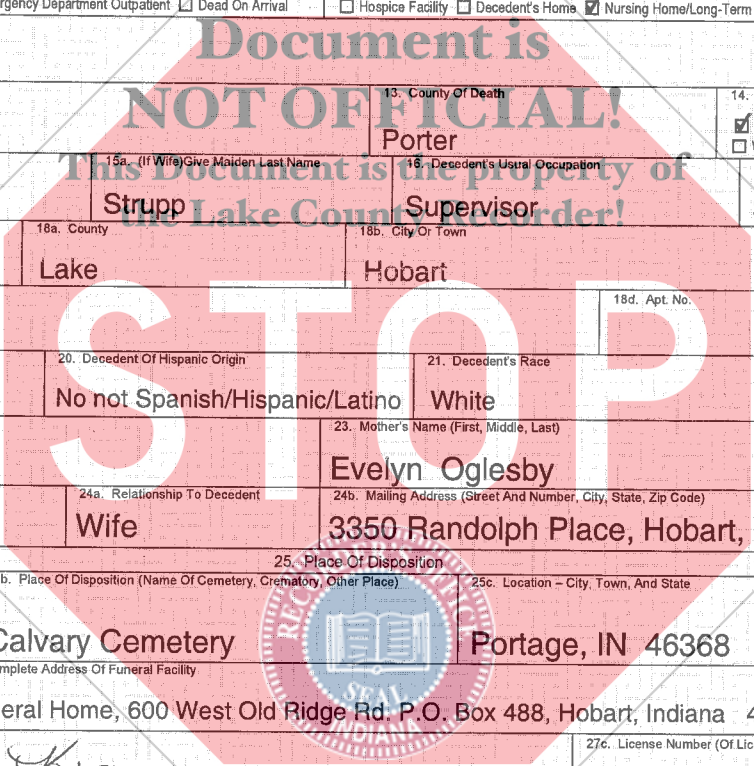 Outpatient Dead On Arrival Hospice Facility Decedent's Home Nursing Home/Long-Term
Document is
NOT OFFICIAL!
13. County Of Death 14.
Porter
This Document is the property of
15a. (If Wife)Give Maiden Last Name 16. Decedent's Usual Occupation
Strupp Supervisor
the Lake County Recorder!
18a. County 18b. City Or Town
Lake Hobart
18d. Apt. No.
STOP
20. Decedent Of Hispanic Origin 21. Decedent's Race
No not Spanish/Hispanic/Latino White
23. Mother's Name (First, Middle, Last)
Evelyn Oglesby
24a. Relationship To Decedent 24b. Mailing Address (Street And Number, City, State, Zip Code)
Wife 3350 Randolph Place, Hobart,
25. Place Of Disposition
b. Place Of Disposition (Name Of Cemetery, Crematory, Other Place) 25c. Location – City, Town, And State
Calvary Cemetery Portage, IN 46368
mplete Address Of Funeral Facility
eral Home, 600 West Old Ridge Rd. P.O. Box 488, Hobart, Indiana 4
RECORDER'S OFFICE
SEAL
INDIANA
27c. License Number (Of Lic